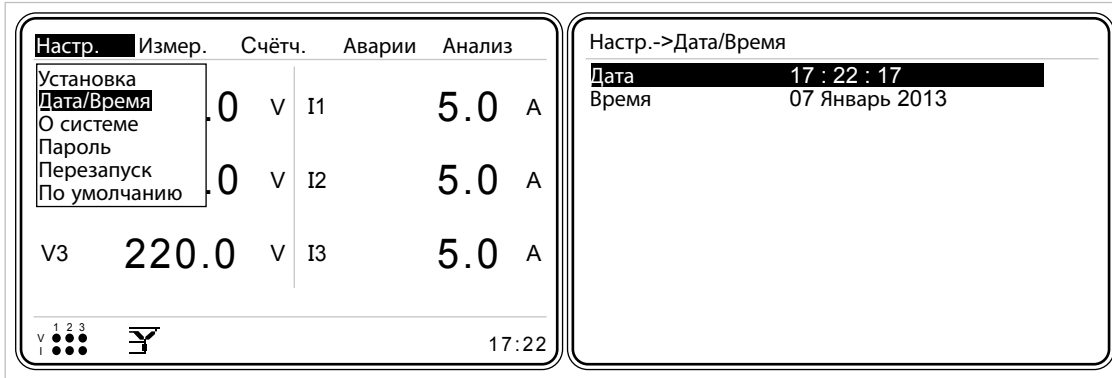 Настр. Измер. Счётч. Аварии Анализ
Установка
Дата/Время
О системе
Пароль
Перезапуск
По умолчанию
.0 V I1 5.0 A
.0 V I2 5.0 A
V3 220.0 V I3 5.0 A
1 2 3
V
I
17:22
Настр.->Дата/Время
Дата 17 : 22 : 17
Время 07 Январь 2013